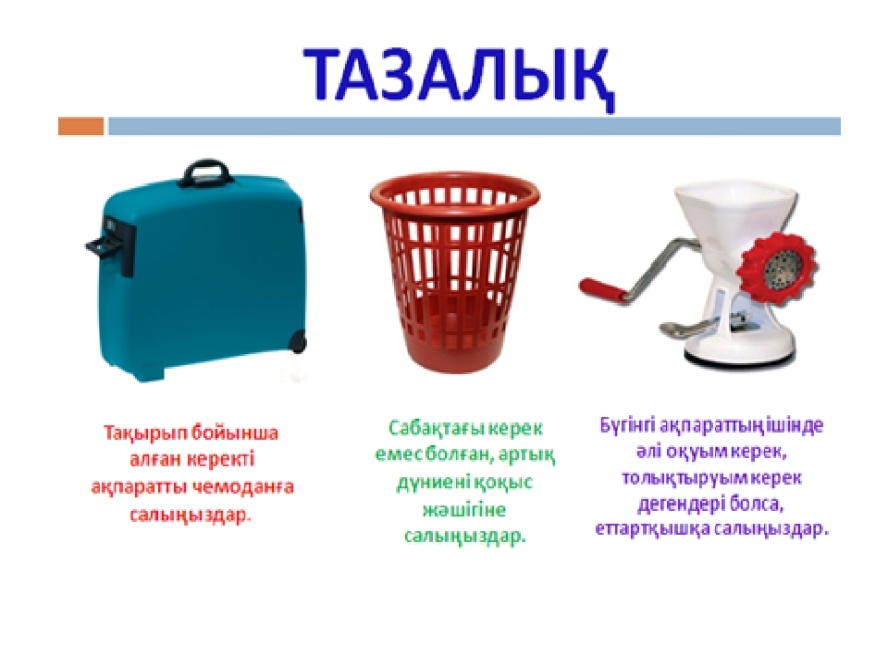 ТАЗАЛЫҚ
Тақырып бойынша
алған керекті
ақпаратты чемоданға
салыңыздар.
Сабақтағы керек
емес болған, артық
дүниені қоқыс
жәшігіне
салыңыздар.
Бүгінгі ақпараттың ішінде
әлі оқуым керек,
толықтыруым керек
дегендері болса,
еттартқышқа салыңыздар.